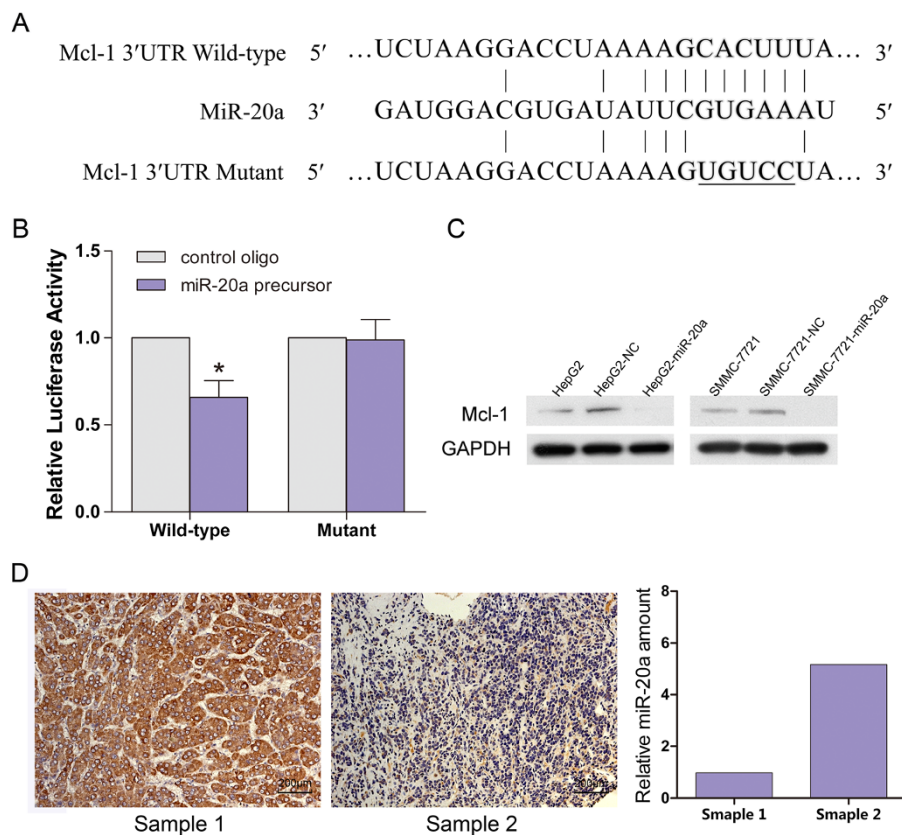 A
Mcl-1 3′UTR Wild-type 5′ ...UCUAAGGACCUAAAAGCACUUUA... 3′
MiR-20a 3′ GAUGGACGUGAUAUUCGUGAAAU 5′
Mcl-1 3′UTR Mutant 5′ ...UCUAAGGACCUAAAAGUGUCCUA... 3′
B
control oligo
miR-20a precursor
Relative Luciferase Activity
1.5
1.0
0.5
0.0
*
Wild-type Mutant
C
HepG2 HepG2-NC HepG2-miR-20a SMMC-7721 SMMC-7721-NC SMMC-7721-miR-20a
Mcl-1
GAPDH
D
200µm
200µm
Sample 1 Sample 2
Relative miR-20a amount
8
6
4
2
0
Smaple 1 Smaple 2